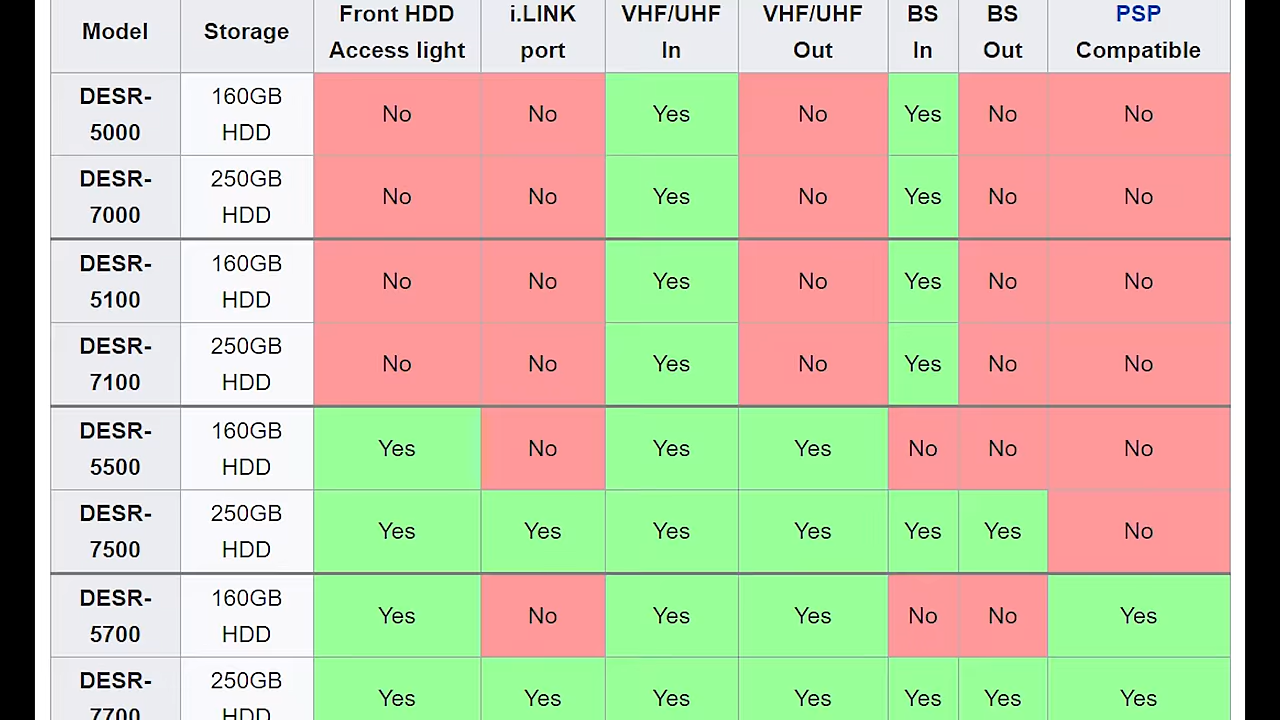 Model Storage Front HDD Access light i.LINK port VHF/UHF In VHF/UHF Out BS In BS Out PSP Compatible
DESR-5000 160GB HDD No No Yes No Yes No No
DESR-7000 250GB HDD No No Yes No Yes No No
DESR-5100 160GB HDD No No Yes No Yes No No
DESR-7100 250GB HDD No No Yes No Yes No No
DESR-5500 160GB HDD Yes No Yes Yes No No No
DESR-7500 250GB HDD Yes Yes Yes Yes Yes Yes No
DESR-5700 160GB HDD Yes No Yes Yes No No Yes
DESR-7700 250GB HDD Yes Yes Yes Yes Yes Yes Yes